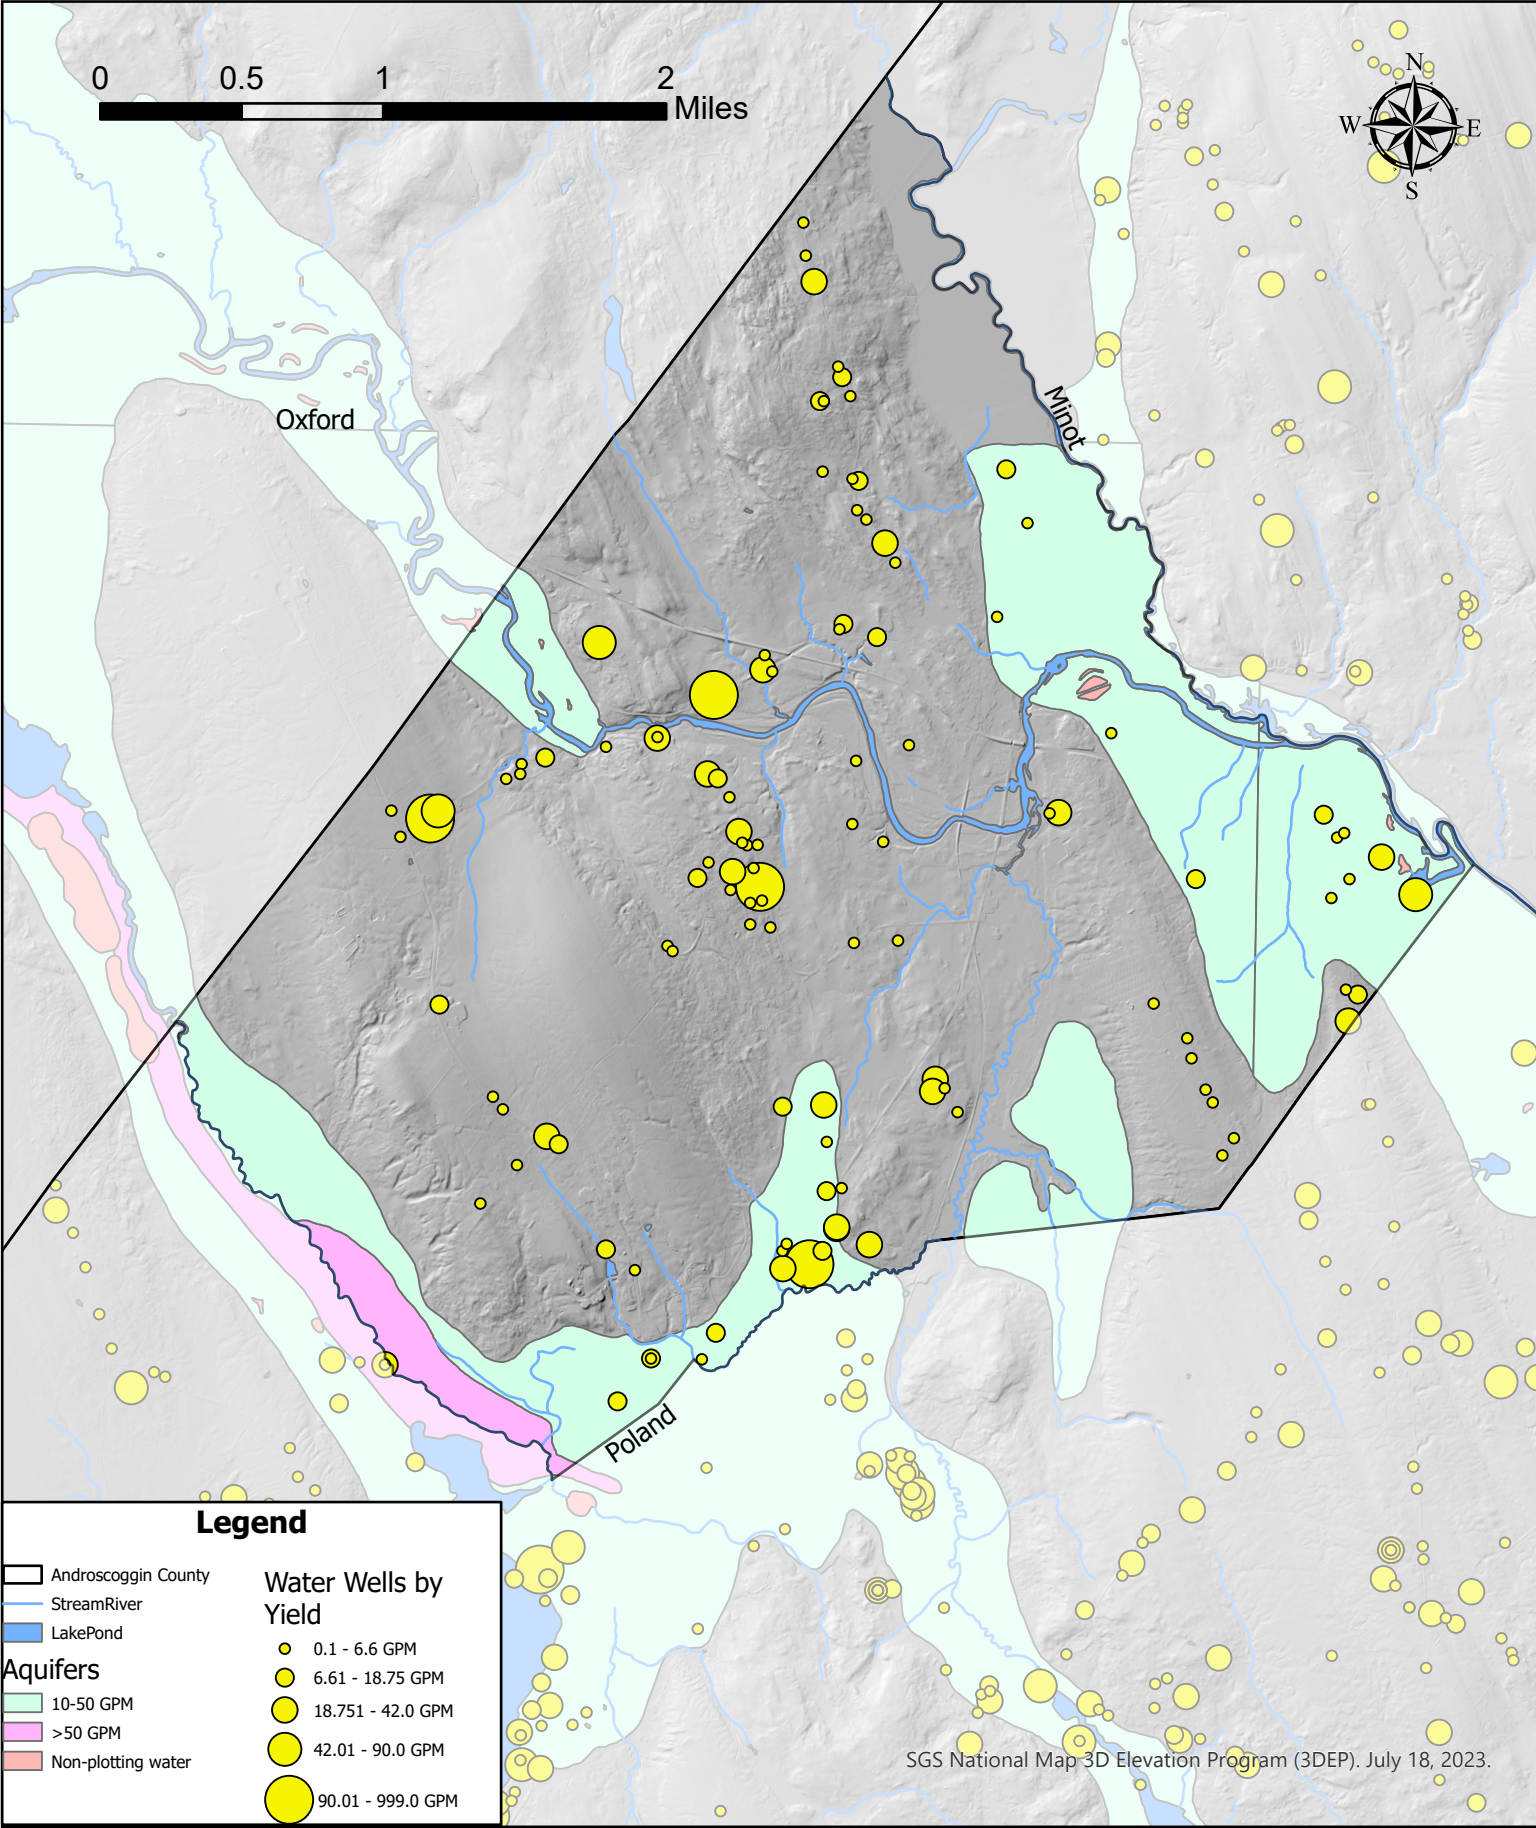 0 0.5 1 2
Miles
N
W E
S
Oxford
Minot
Poland
Legend
Androscoggin County
StreamRiver
LakePond
Aquifers
10-50 GPM
>50 GPM
Non-plotting water
Water Wells by
Yield
0.1 - 6.6 GPM
6.61 - 18.75 GPM
18.751 - 42.0 GPM
42.01 - 90.0 GPM
90.01 - 999.0 GPM
SGS National Map 3D Elevation Program (3DEP). July 18, 2023.